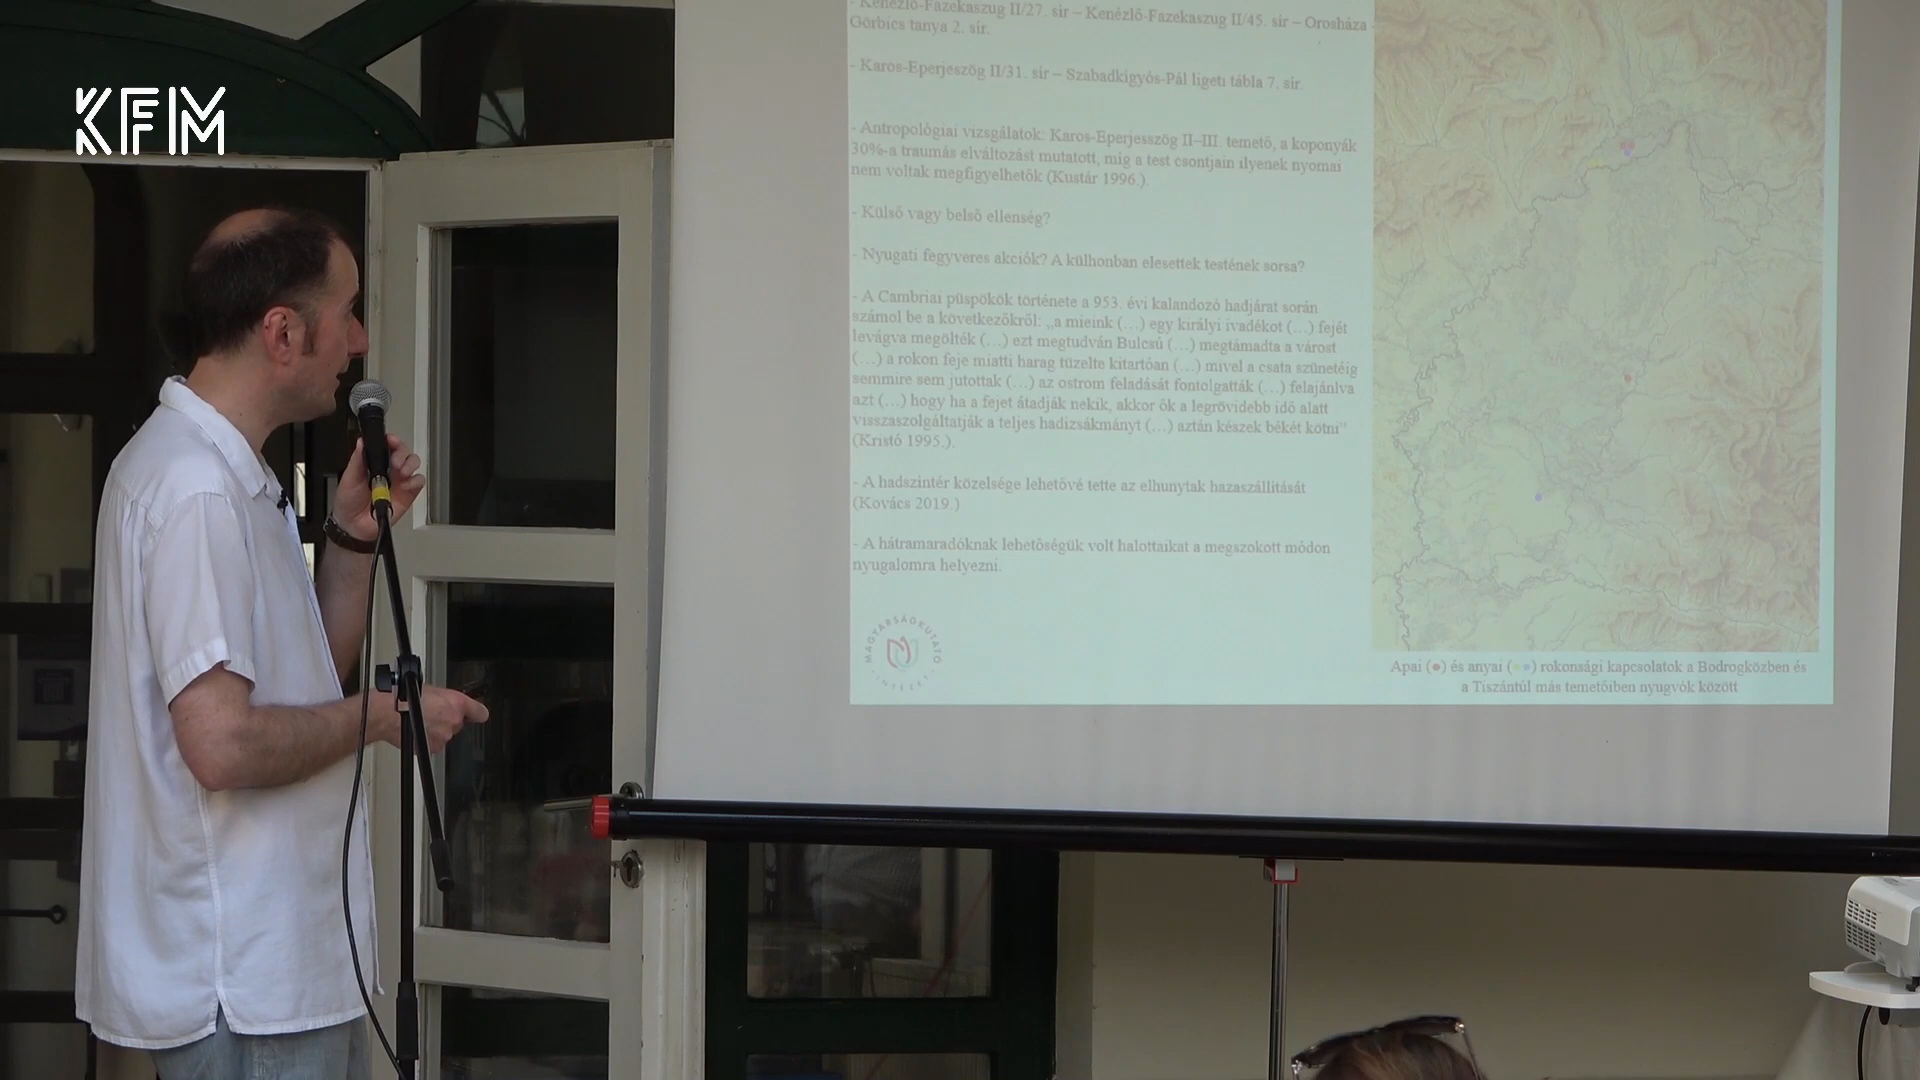 KFM
- Kenézlő-Fazekaszug II/27. sír – Kenézlő-Fazekaszug II/45. sír – Orosháza
Görbics tanya 2. sír.
- Karos-Eperjeszög II/31. sír – Szabadkígyós-Pál ligeti tábla 7. sír.
- Antropológiai vizsgálatok: Karos-Eperjesszög II–III. temető, a koponyák
30%-a traumás elváltozást mutatott, míg a test csontjain ilyenek nyomai
nem voltak megfigyelhetők (Kustár 1996.).
- Külső vagy belső ellenség?
- Nyugati fegyveres akciók? A külhonban elesettek testének sorsa?
- A Cambriai püspökök története a 953. évi kalandozó hadjárat során
számol be a következőkről: „a mieink (…) egy királyi ivadékot (…) fejét
levágva megölték (…) ezt megtudván Bulcsú (…) megtámadta a várost
(…) a rokon feje miatti harag tüzelte kitartóan (…) mivel a csata szünetéig
semmire sem jutottak (…) az ostrom feladását fontolgatták (…) felajánlva
azt (…) hogy ha a fejet átadják nekik, akkor ők a legrövidebb idő alatt
visszaszolgáltatják a teljes hadizsákmányt (…) aztán készek békét kötni”
(Kristó 1995.).
- A hadszíntér közelsége lehetővé tette az elhunytak hazaszállítását
(Kovács 2019.)
- A hátramaradóknak lehetőségük volt halottaikat a megszokott módon
nyugalomra helyezni.
MAGYARSÁGKUTATÓ
INTÉZET
Apai (●) és anyai (● ●) rokonsági kapcsolatok a Bodrogközben és
a Tiszántúl más temetőiben nyugvók között